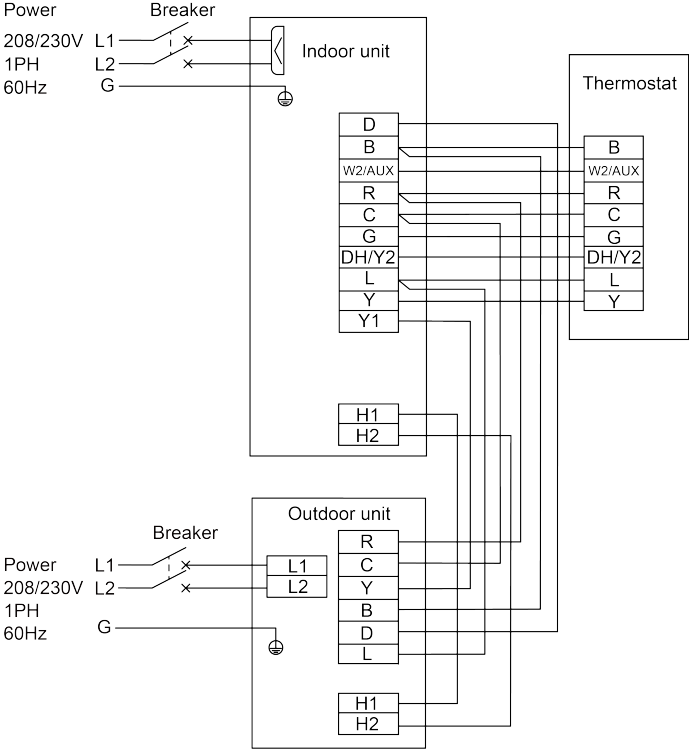 Power
Breaker
208/230V L1
1PH L2
60Hz G
Indoor unit
D
B
W2/AUX
R
C
G
DH/Y2
L
Y
Y1
H1
H2
Thermostat
B
W2/AUX
R
C
G
DH/Y2
L
Y
Outdoor unit
Breaker
Power L1
208/230V L2
1PH
60Hz G
L1
L2
R
C
Y
B
D
L
H1
H2